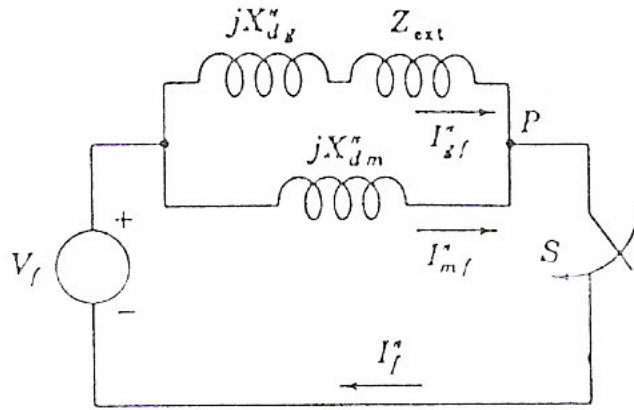 jX"dg Zext
I"gf P
jX"dm
+
Vf I"mf S
−
I"f